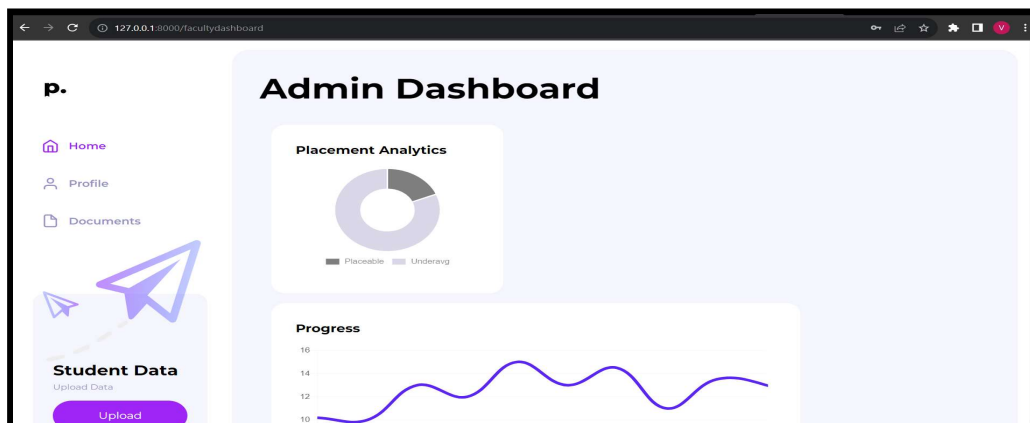 127.0.0.1:8000/facultydashboard
V
p.
Home
Profile
Documents
Student Data
Upload Data
Upload
Admin Dashboard
Placement Analytics
Placeable Underavg
Progress
16
14
12
10